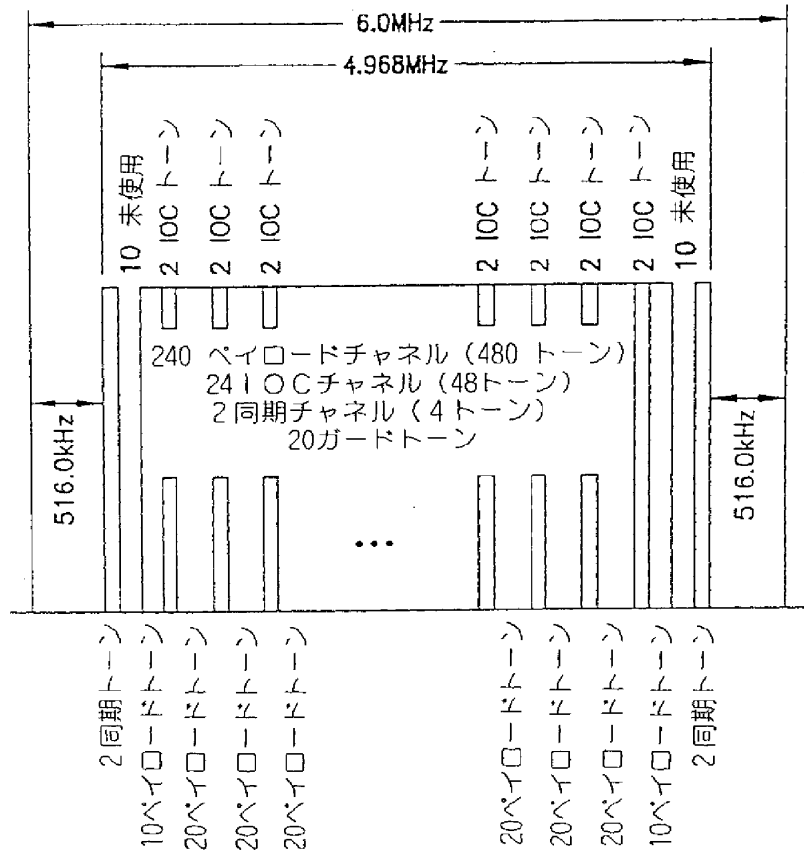 6.0MHz
4.968MHz
10 未使用
2 IOC トーン
2 IOC トーン
2 IOC トーン
2 IOC トーン
2 IOC トーン
2 IOC トーン
2 IOC トーン
10 未使用
240 ペイロードチャネル (480 トーン)
24 IOCチャネル (48トーン)
2同期チャネル (4トーン)
20ガードトーン
516.0kHz
516.0kHz
...
2同期トーン
10ペイロードトーン
20ペイロードトーン
20ペイロードトーン
20ペイロードトーン
20ペイロードトーン
20ペイロードトーン
20ペイロードトーン
10ペイロードトーン
2同期トーン